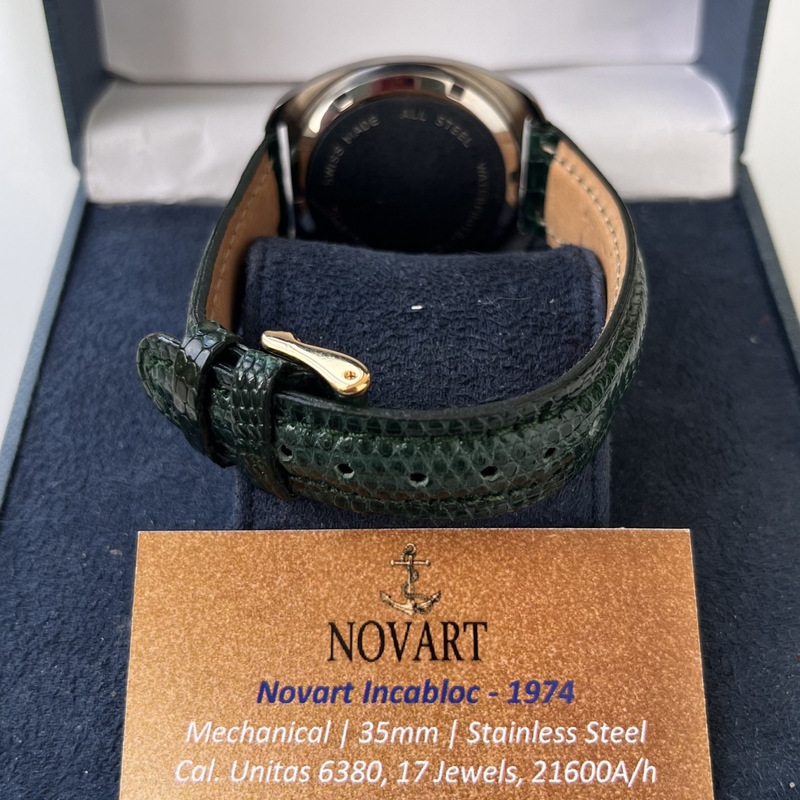 SWISS MADE ALL STEEL
NOVART
Novart Incabloc - 1974
Mechanical | 35mm | Stainless Steel
Cal. Unitas 6380, 17 Jewels, 21600A/h